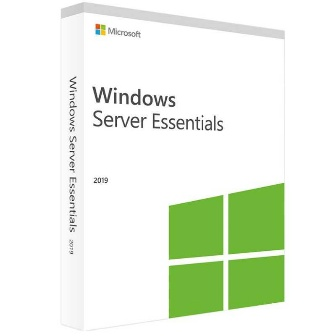 Microsoft
Windows
Server Essentials
2019
Windows Server Essentials
2019